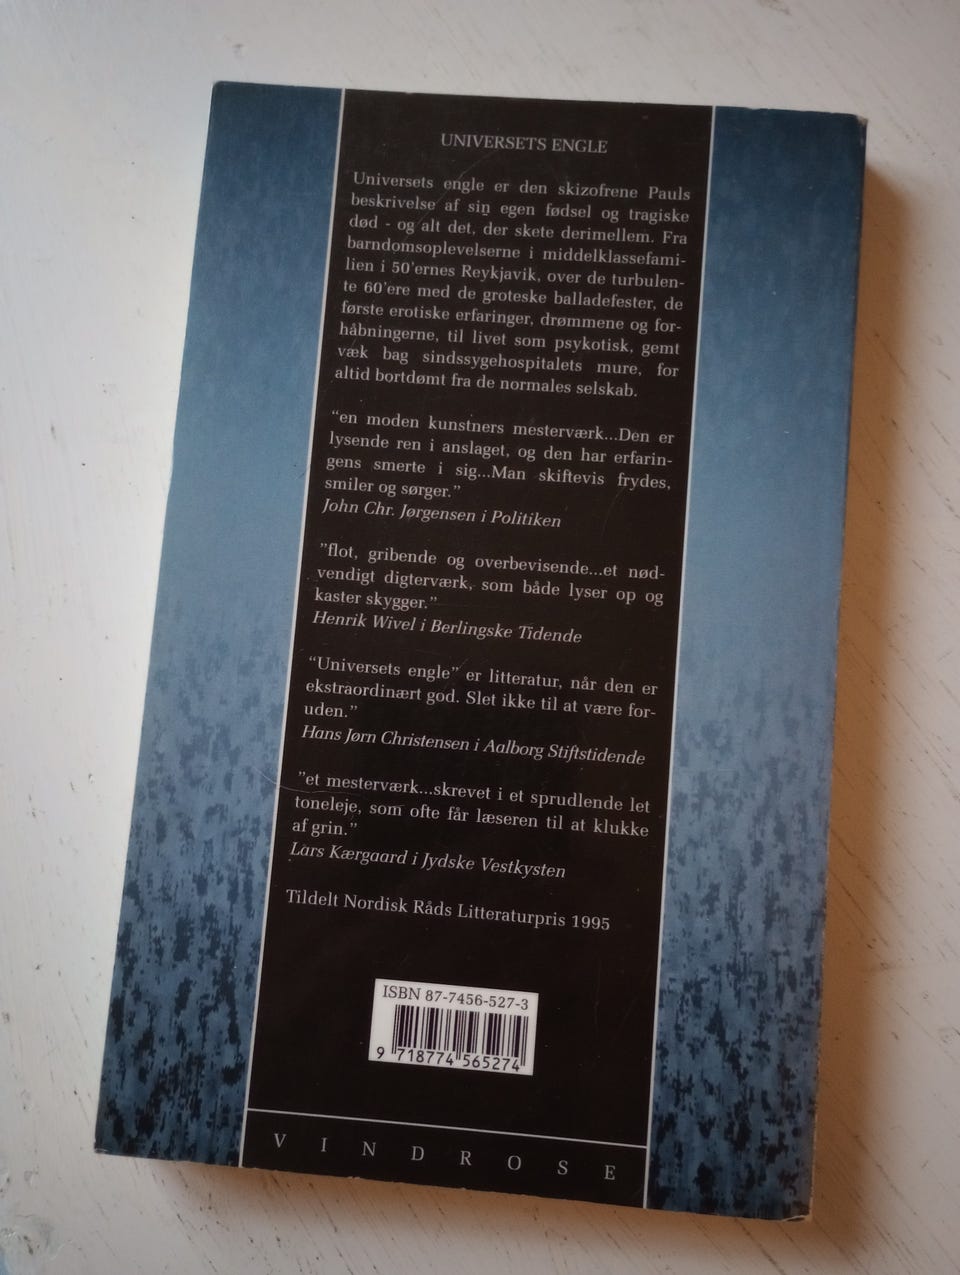 UNIVERSETS ENGLE
Universets engle er den skizofrene Pauls
beskrivelse af sin egen fødsel og tragiske
død - og alt det, der skete derimellem. Fra
barndomsoplevelserne i middelklassefami-
lien i 50'ernes Reykjavik, over de turbulen-
te 60'ere med de groteske balladefester, de
første erotiske erfaringer, drømmene og for-
håbningerne, til livet som psykotisk, gemt
væk bag sindssygehospitalets mure, for
altid bortdømt fra de normales selskab.
“en moden kunstners mesterværk...Den er
lysende ren i anslaget, og den har erfarin-
gens smerte i sig...Man skiftevis frydes,
smiler og sørger.”
John Chr. Jørgensen i Politiken
”flot, gribende og overbevisende...et nød-
vendigt digterværk, som både lyser op og
kaster skygger.”
Henrik Wivel i Berlingske Tidende
“Universets engle” er litteratur, når den er
ekstraordinært god. Slet ikke til at være for-
uden.”
Hans Jørn Christensen i Aalborg Stiftstidende
”et mesterværk...skrevet i et sprudlende let
toneleje, som ofte får læseren til at klukke
af grin.”
Lars Kærgaard i Jydske Vestkysten
Tildelt Nordisk Råds Litteraturpris 1995
ISBN 87-7456-527-3
9 718774 565274
VINDROSE